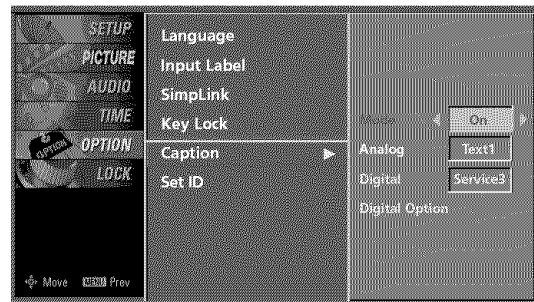 SETUP
PICTURE
AUDIO
TIME
OPTION
OPTION
LOCK
Move MENU Prev
Language
Input Label
SimpLink
Key Lock
Caption
Set ID
Mode On
Analog Text1
Digital Service3
Digital Option